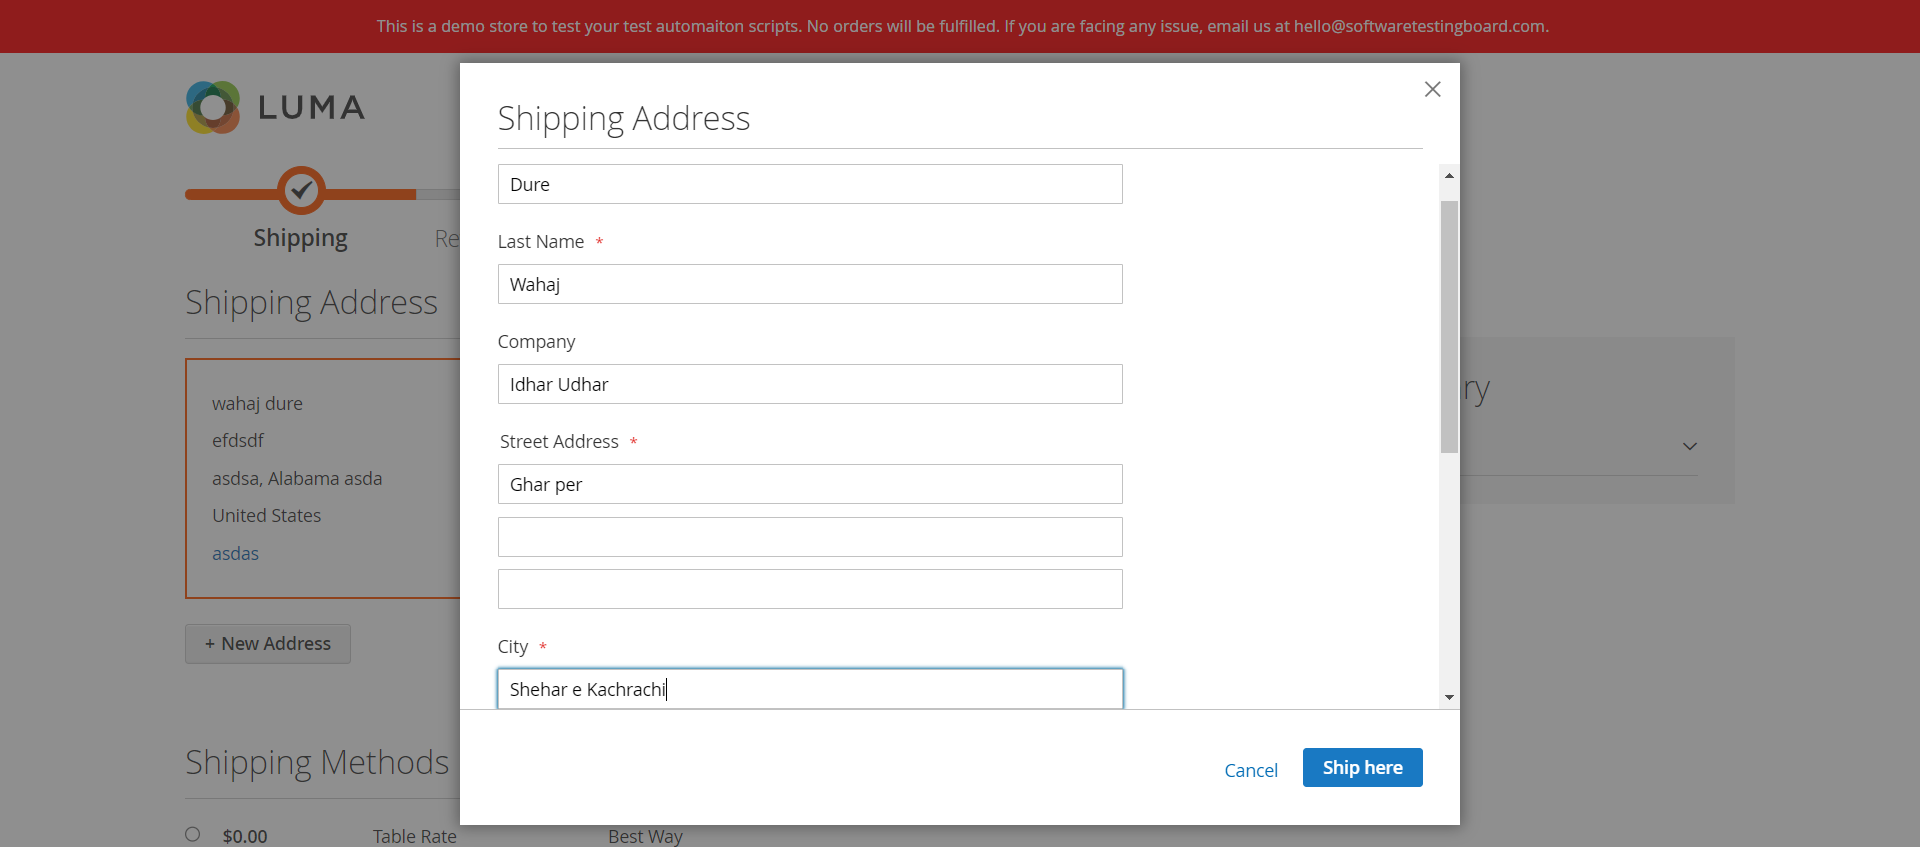 This is a demo store to test your test automaiton scripts. No orders will be fulfilled. If you are facing any issue, email us at hello@softwaretestingboard.com.
LUMA
Shipping
Re
Shipping Address
wahaj dure
efdsdf
asdsa, Alabama asda
United States
asdas
+ New Address
Shipping Methods
$0.00 Table Rate Best Way
Shipping Address
Dure
Last Name *
Wahaj
Company
Idhar Udhar
Street Address *
Ghar per
City *
Shehar e Kachrachi
Cancel
Ship here
ry